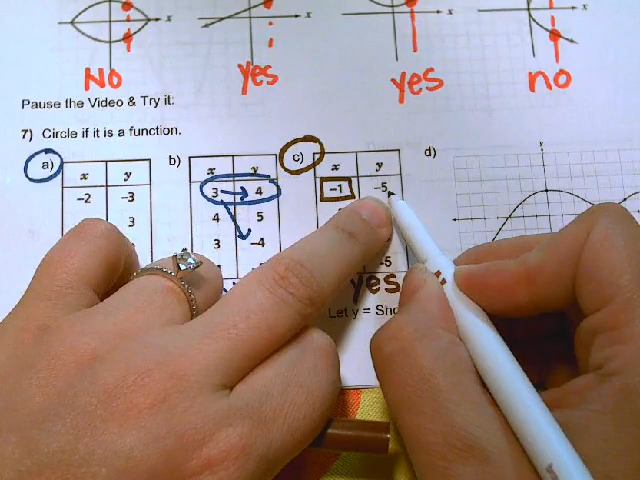 x x x x
NO yes yes no
Pause the Video & Try it:
7) Circle if it is a function.
a) b) c) d)
x y x y x y y
-2 -3 3 4 -1 -5
3 4 5
3 -4
-5
yes
Let y =